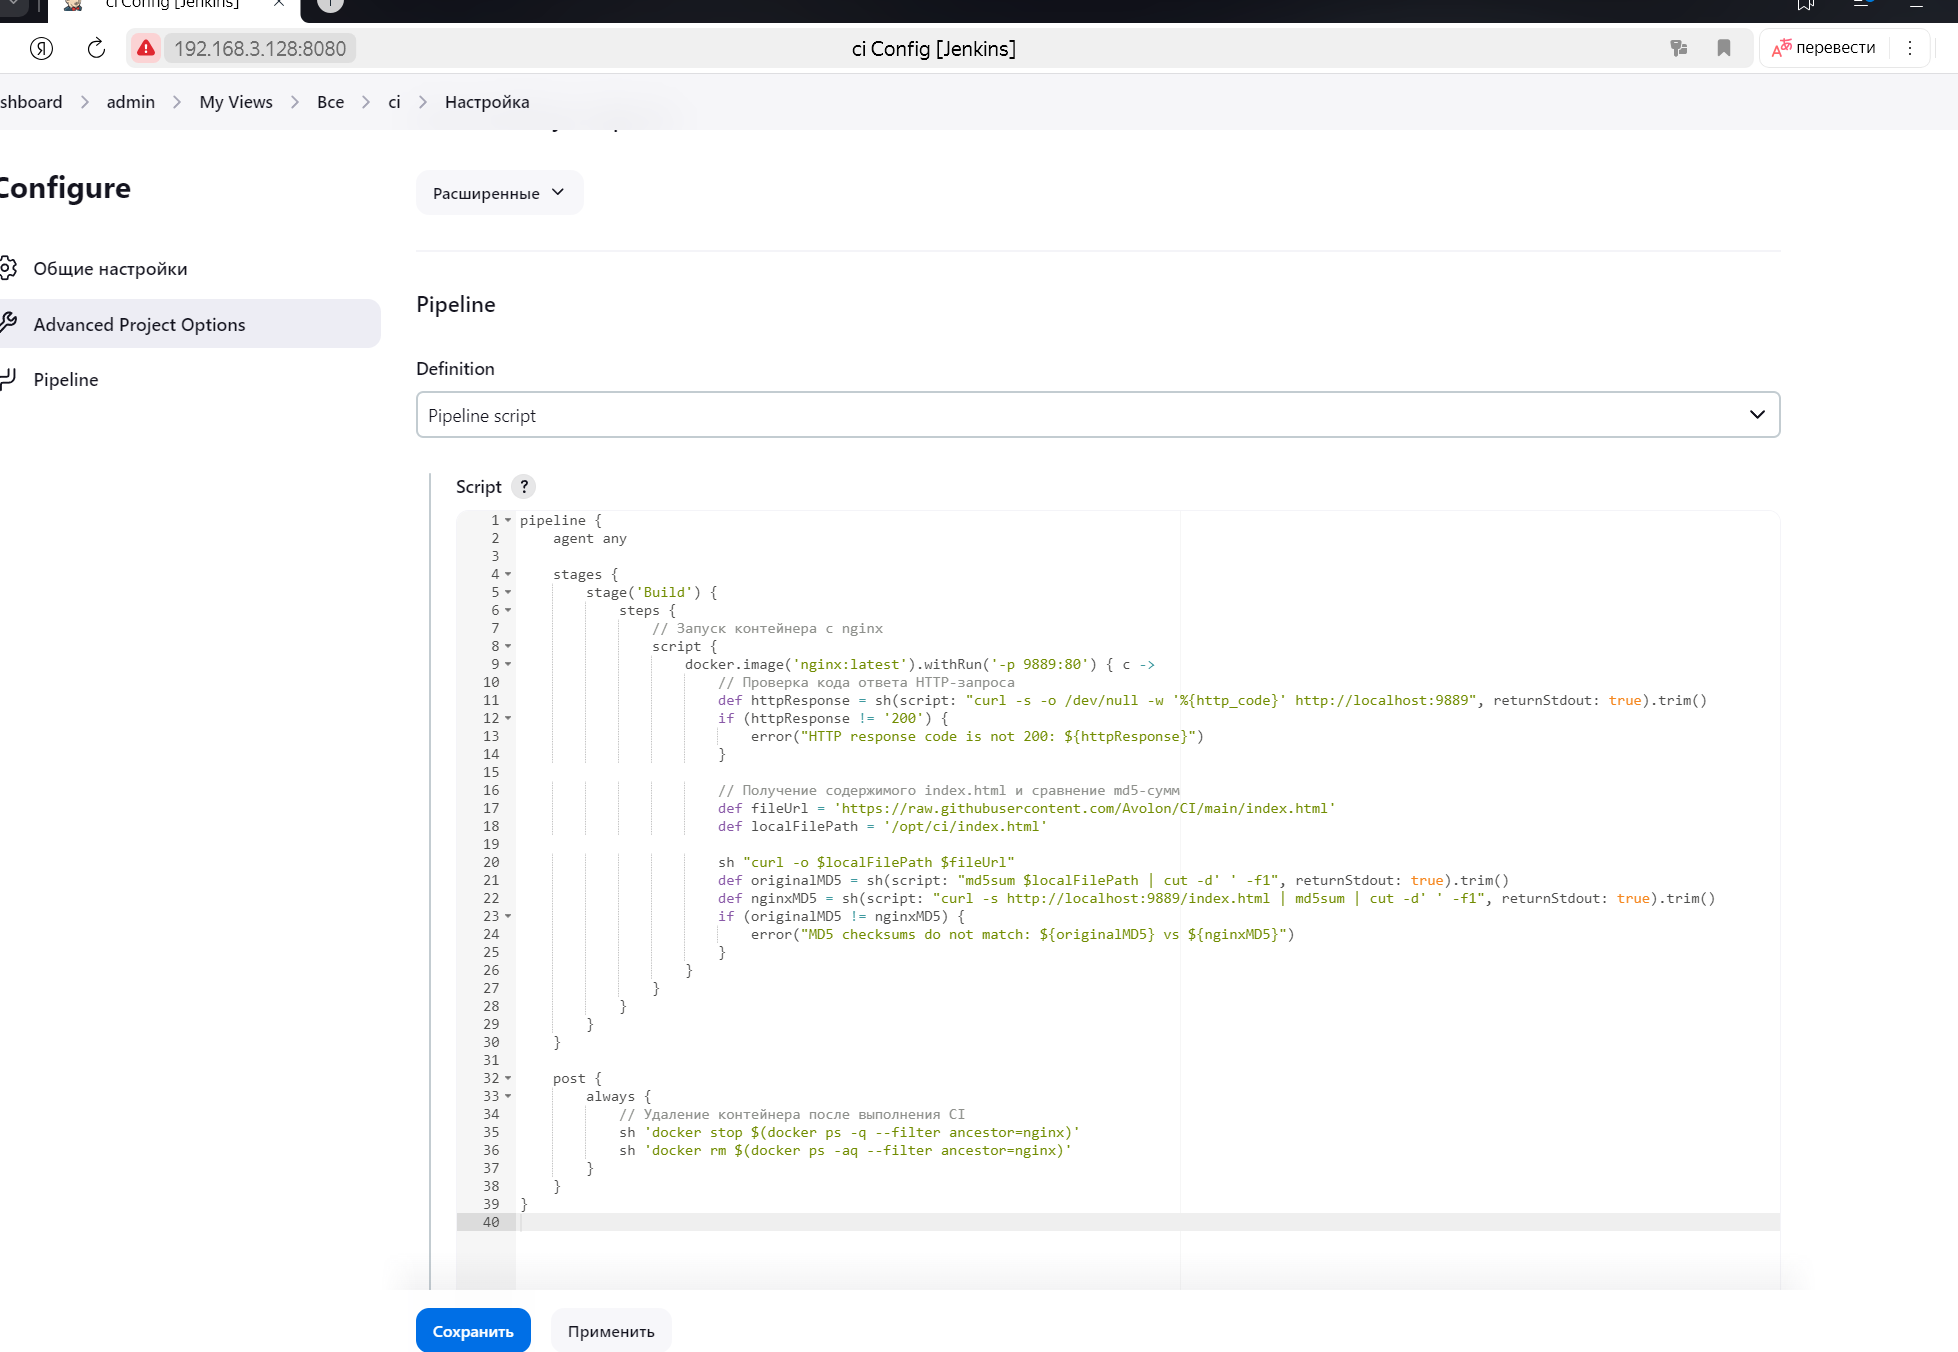 ci Config [Jenkins]
Я
192.168.3.128:8080
ci Config [Jenkins]
перевести
shboard
admin
My Views
Все
ci
Настройка
Configure
Общие настройки
Advanced Project Options
Pipeline
Расширенные
Pipeline
Definition
Pipeline script
Script ?
1 pipeline {
2     agent any
3
4     stages {
5         stage('Build') {
6             steps {
7                 // Запуск контейнера с nginx
8                 script {
9                     docker.image('nginx:latest').withRun('-p 9889:80') { c ->
10                         // Проверка кода ответа HTTP-запроса
11                         def httpResponse = sh(script: "curl -s -o /dev/null -w '%{http_code}' http://localhost:9889", returnStdout: true).trim()
12                         if (httpResponse != '200') {
13                             error("HTTP response code is not 200: ${httpResponse}")
14                         }
15
16                         // Получение содержимого index.html и сравнение md5-сумм
17                         def fileUrl = 'https://raw.githubusercontent.com/Avolon/CI/main/index.html'
18                         def localFilePath = '/opt/ci/index.html'
19
20                         sh "curl -o $localFilePath $fileUrl"
21                         def originalMD5 = sh(script: "md5sum $localFilePath | cut -d' ' -f1", returnStdout: true).trim()
22                         def nginxMD5 = sh(script: "curl -s http://localhost:9889/index.html | md5sum | cut -d' ' -f1", returnStdout: true).trim()
23                         if (originalMD5 != nginxMD5) {
24                             error("MD5 checksums do not match: ${originalMD5} vs ${nginxMD5}")
25                         }
26                     }
27                 }
28             }
29         }
30     }
31
32     post {
33         always {
34             // Удаление контейнера после выполнения CI
35             sh 'docker stop $(docker ps -q --filter ancestor=nginx)'
36             sh 'docker rm $(docker ps -aq --filter ancestor=nginx)'
37         }
38     }
39 }
40
Сохранить
Применить